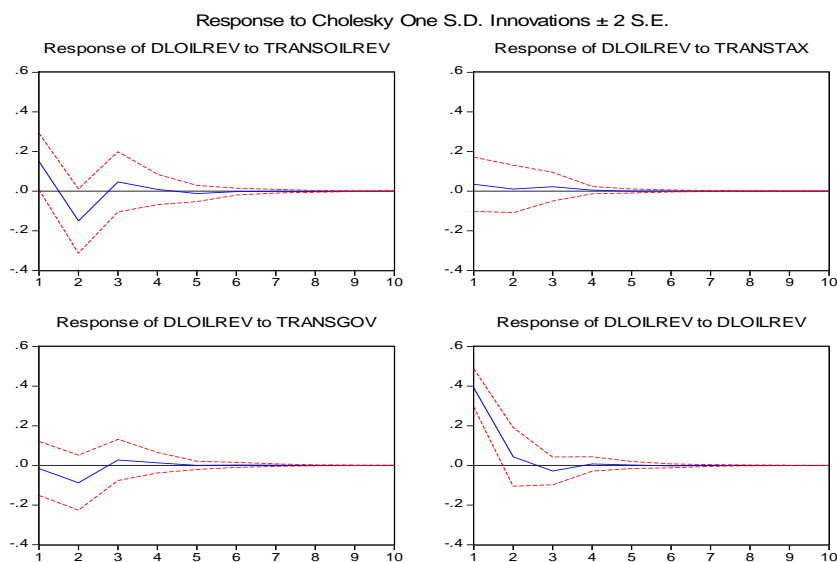 Response to Cholesky One S.D. Innovations ± 2 S.E.
Response of DLOILREV to TRANSOILREV
.6
.4
.2
.0
-.2
-.4
1 2 3 4 5 6 7 8 9 10
Response of DLOILREV to TRANSTAX
.6
.4
.2
.0
-.2
-.4
1 2 3 4 5 6 7 8 9 10
Response of DLOILREV to TRANSGOV
.6
.4
.2
.0
-.2
-.4
1 2 3 4 5 6 7 8 9 10
Response of DLOILREV to DLOILREV
.6
.4
.2
.0
-.2
-.4
1 2 3 4 5 6 7 8 9 10